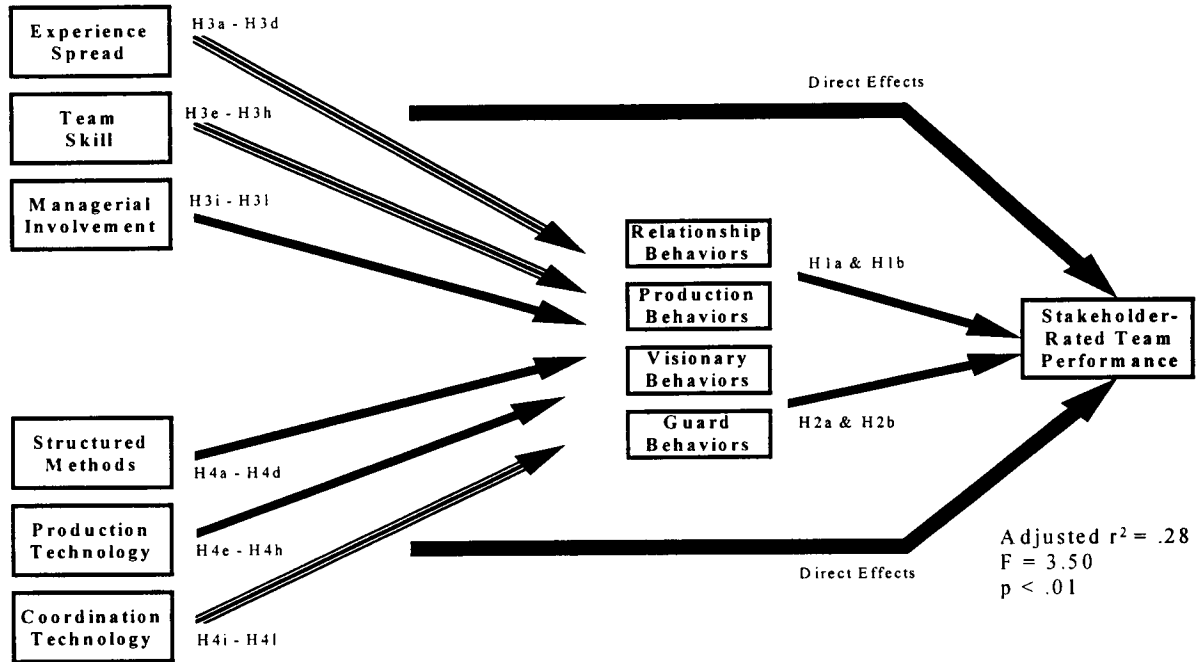 Experience
Spread
H3a - H3d
Team
Skill
H3e - H3h
Managerial
Involvement
H3i - H3l
Structured
Methods
H4a - H4d
Production
Technology
H4e - H4h
Coordination
Technology
H4i - H4l
Relationship
Behaviors
Production
Behaviors
Visionary
Behaviors
Guard
Behaviors
Direct Effects
H1a & H1b
H2a & H2b
Stakeholder-
Rated Team
Performance
Direct Effects
Adjusted r² = .28
F = 3.50
p < .01